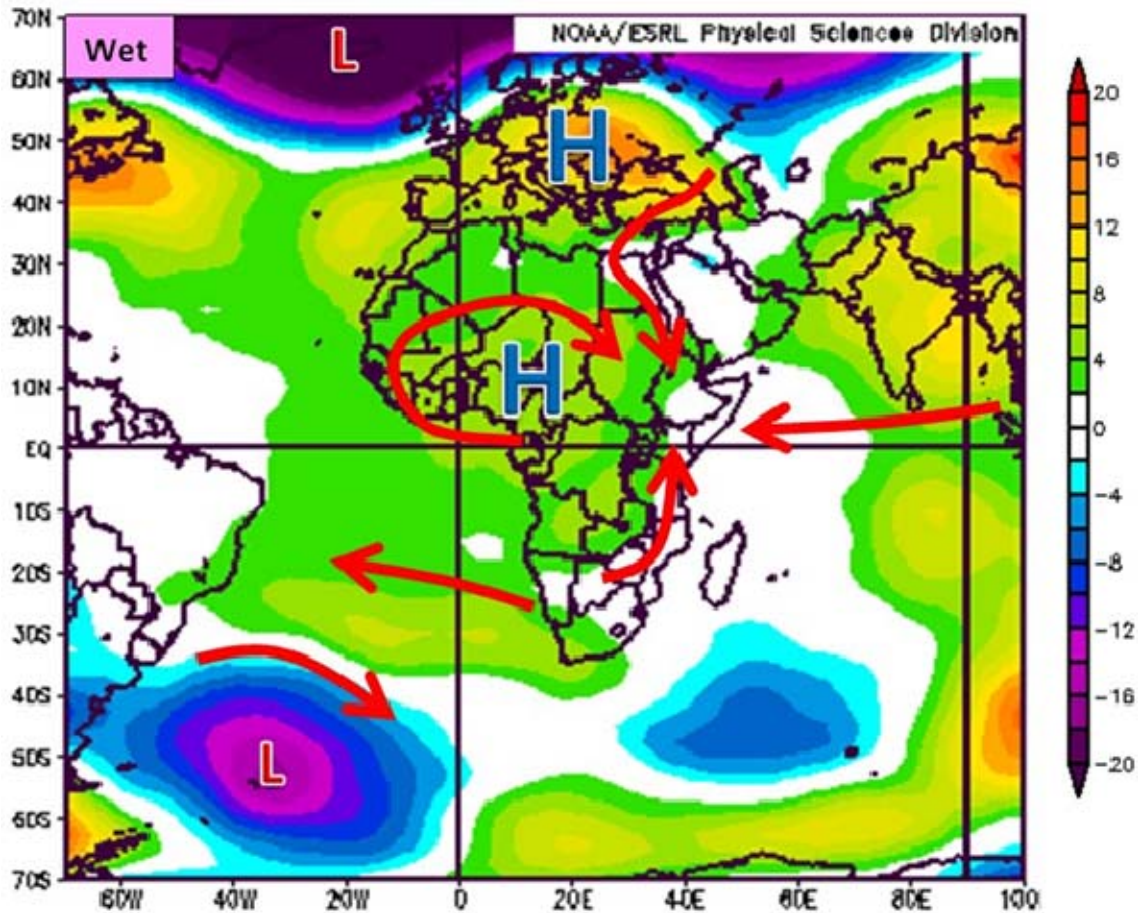 70N
Wet
L
NOAA/ESRL Physical Sciences Division
60N
50N
H
40N
30N
20N
10N
H
EQ
10S
20S
30S
40S
50S
L
60S
70S
60W 40W 20W 0 20E 40E 60E 80E 100
20
16
12
8
4
0
-4
-8
-12
-16
-20